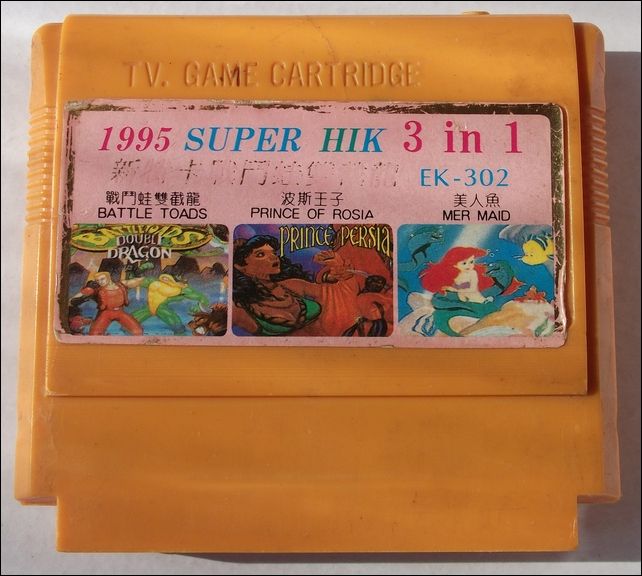 TV. GAME CARTRIDGE
1995 SUPER HIK 3 in 1
EK-302
戰鬥蛙雙截龍 波斯王子 美人魚
BATTLE TOADS PRINCE OF ROSIA MER MAID
BATTLETOADS
DOUBLE
DRAGON
PRINCE PERSIA